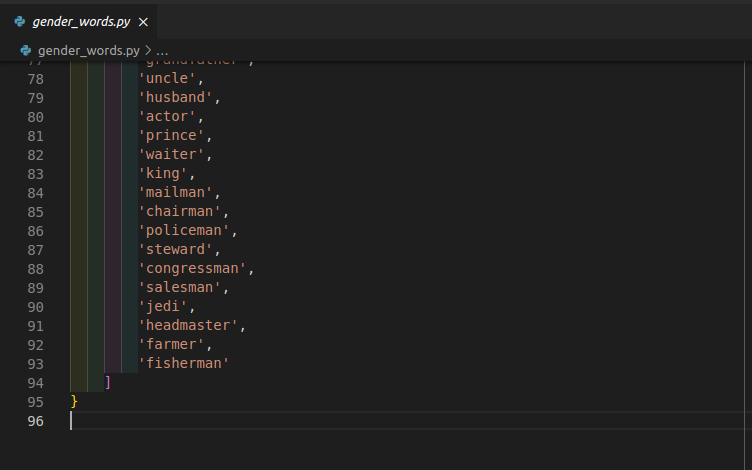 gender_words.py ×
gender_words.py > ...
77 'grandfather',
78 'uncle',
79 'husband',
80 'actor',
81 'prince',
82 'waiter',
83 'king',
84 'mailman',
85 'chairman',
86 'policeman',
87 'steward',
88 'congressman',
89 'salesman',
90 'jedi',
91 'headmaster',
92 'farmer',
93 'fisherman'
94 ]
95 }
96